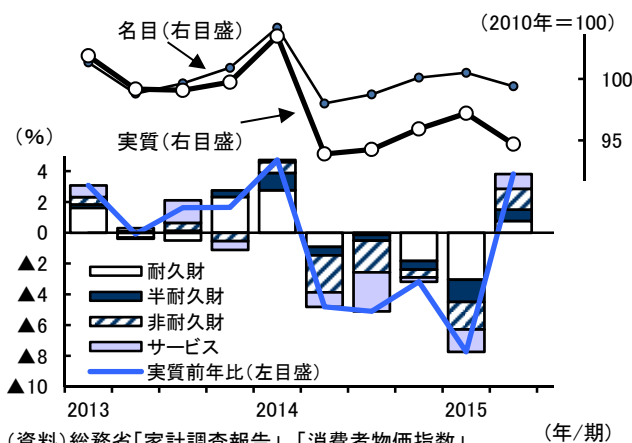 名目(右目盛)
(2010年＝100)
100
実質(右目盛)
95
(%)
4
2
0
▲2
▲4
▲6
▲8
▲10
耐久財
半耐久財
非耐久財
サービス
実質前年比(左目盛)
2013
2014
2015
(年/期)
(資料)総務省「家計調査報告」、「消費者物価指数」